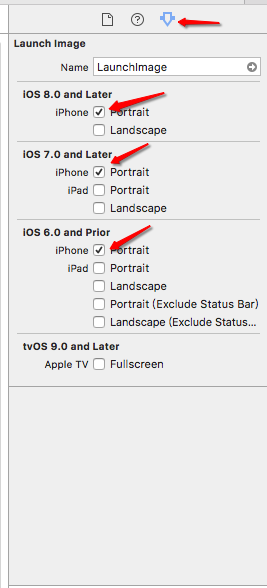 Launch Image
Name LaunchImage
iOS 8.0 and Later
iPhone Portrait
Landscape
iOS 7.0 and Later
iPhone Portrait
iPad Portrait
Landscape
iOS 6.0 and Prior
iPhone Portrait
iPad Portrait
Landscape
Portrait (Exclude Status Bar)
Landscape (Exclude Status...
tvOS 9.0 and Later
Apple TV Fullscreen